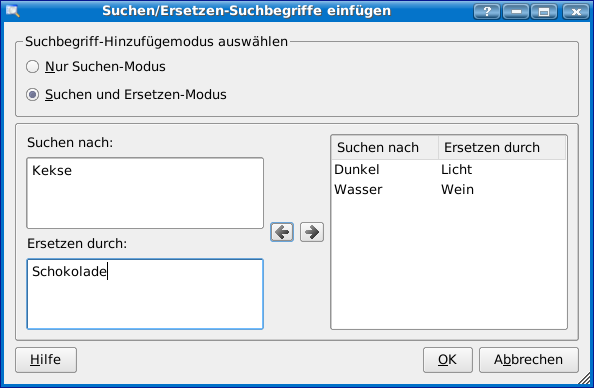 Suchen/Ersetzen-Suchbegriffe einfügen
Suchbegriff-Hinzufügemodus auswählen
Nur Suchen-Modus
Suchen und Ersetzen-Modus
Suchen nach:
Kekse
Ersetzen durch:
Schokolade
Suchen nach Ersetzen durch
Dunkel Licht
Wasser Wein
Hilfe OK Abbrechen